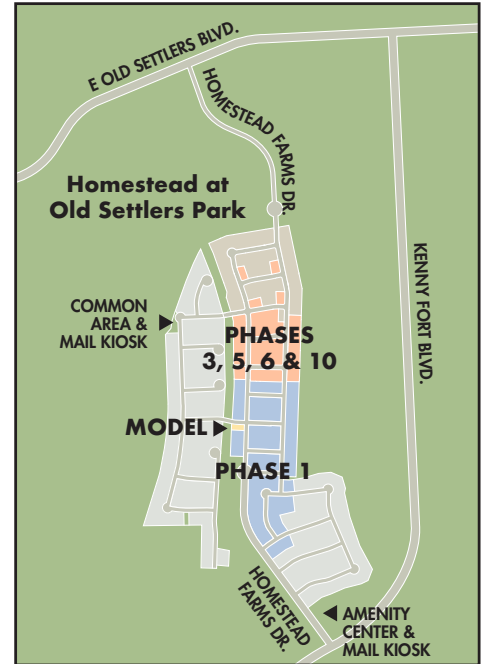 E OLD SETTLERS BLVD.
HOMESTEAD FARMS DR.
Homestead at
Old Settlers Park
KENNY FORT BLVD.
COMMON
AREA &
MAIL KIOSK
PHASES
3, 5, 6 & 10
MODEL
PHASE 1
HOMESTEAD
FARMS DR.
AMENITY
CENTER &
MAIL KIOSK